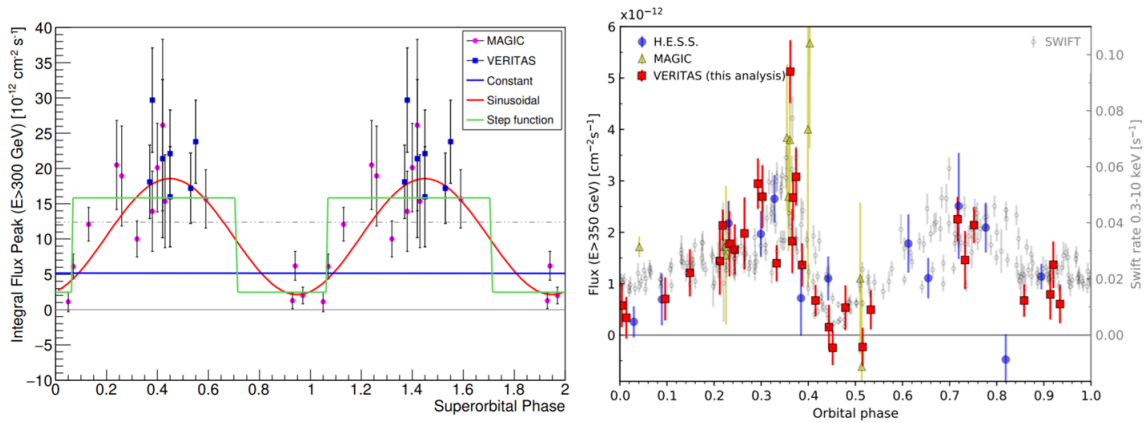 Integral Flux Peak (E>300 GeV) [10⁻¹² cm⁻² s⁻¹]
40
35
30
25
20
15
10
5
0
−5
−10
MAGIC
VERITAS
Constant
Sinusoidal
Step function
0 0.2 0.4 0.6 0.8 1 1.2 1.4 1.6 1.8 2
Superorbital Phase
×10⁻¹²
Flux (E>350 GeV) [cm⁻²s⁻¹]
6
5
4
3
2
1
0
H.E.S.S.
MAGIC
VERITAS (this analysis)
SWIFT
0.10
0.08
0.06
0.04
0.02
0.00
Swift rate 0.3-10 keV [s⁻¹]
0.0 0.1 0.2 0.3 0.4 0.5 0.6 0.7 0.8 0.9 1.0
Orbital phase